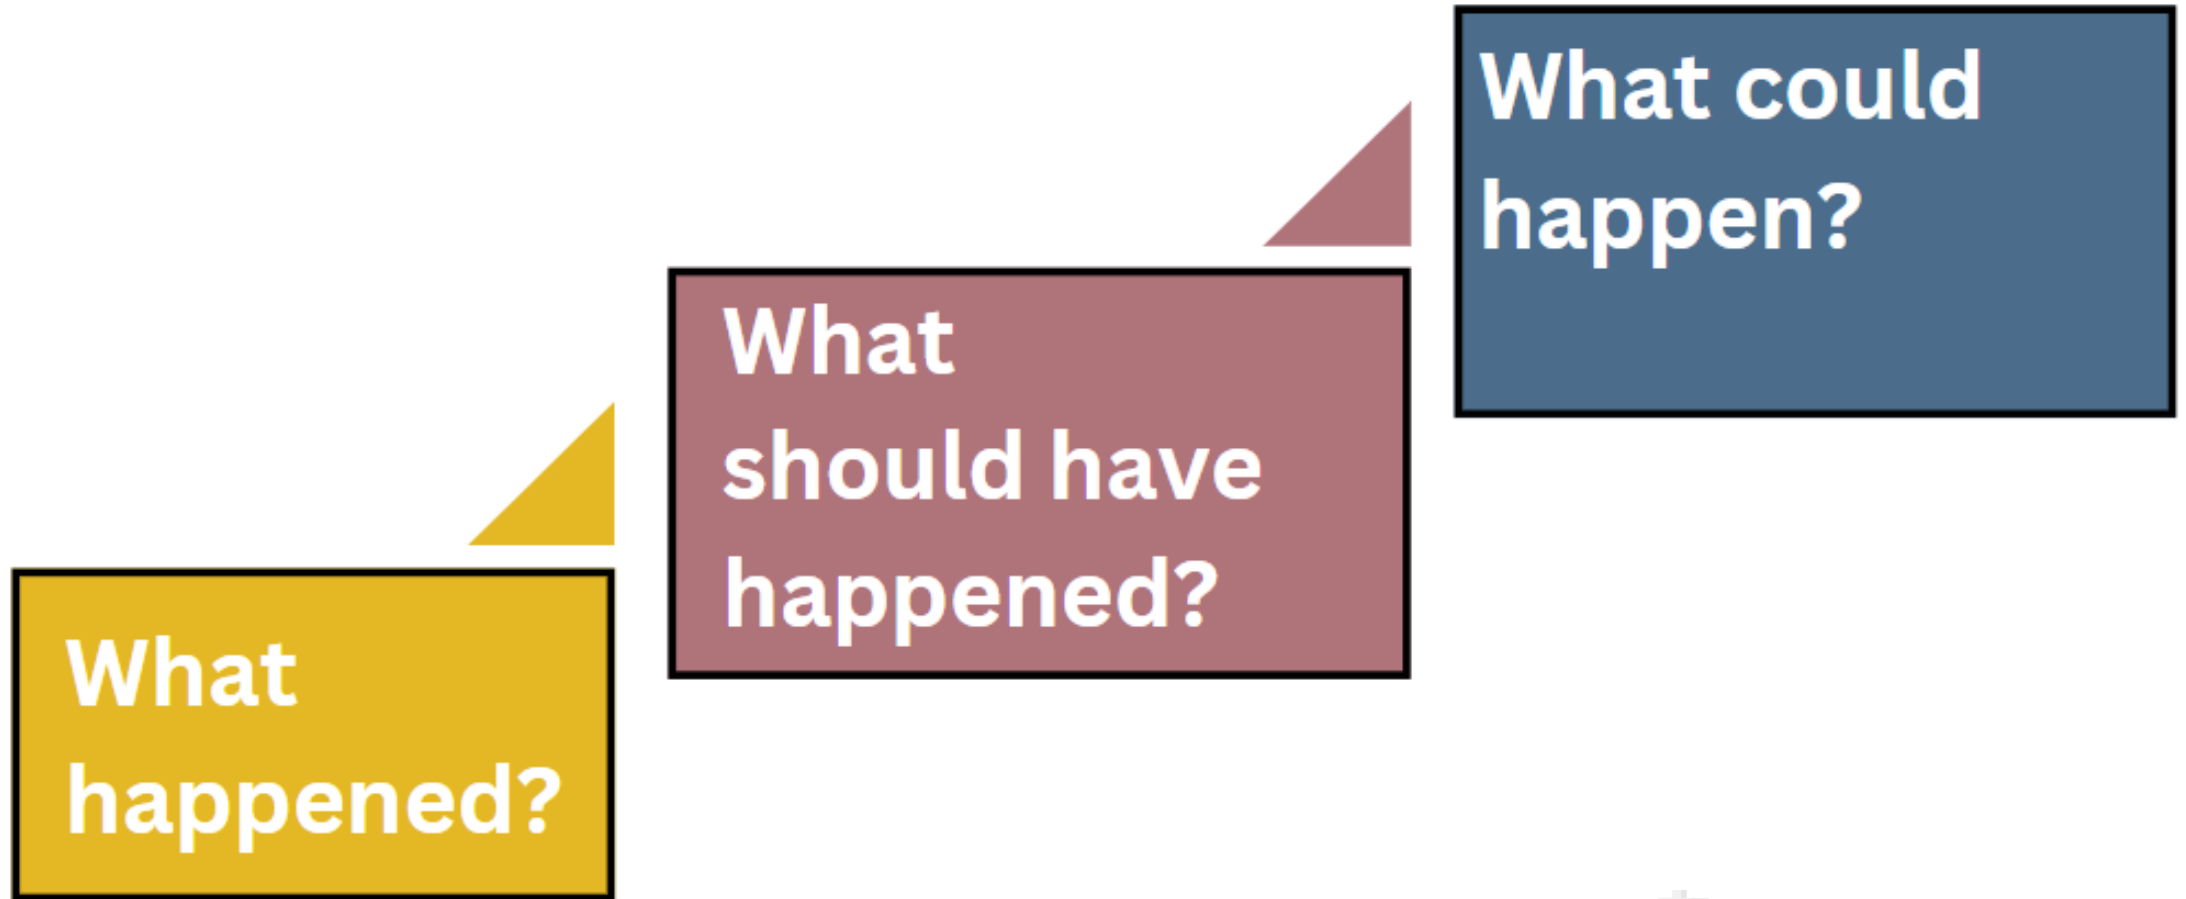 What
happened?
What
should have
happened?
What could
happen?